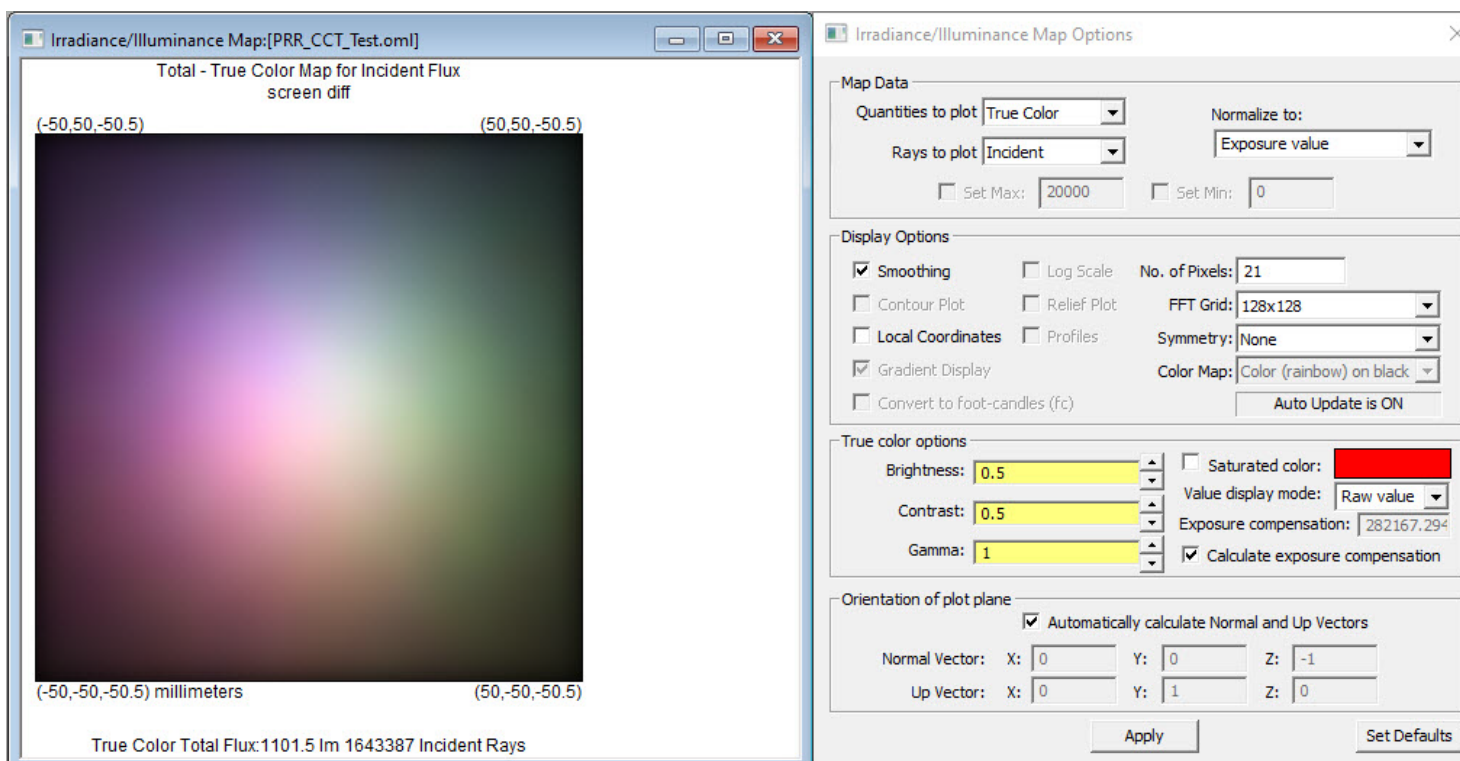 Irradiance/Illuminance Map:[PRR_CCT_Test.oml]
Total - True Color Map for Incident Flux
screen diff
(-50,50,-50.5) (50,50,-50.5)
(-50,-50,-50.5) millimeters (50,-50,-50.5)
True Color Total Flux:1101.5 lm 1643387 Incident Rays
Irradiance/Illuminance Map Options
Map Data
Quantities to plot True Color Normalize to:
Rays to plot Incident Exposure value
Set Max: 20000 Set Min: 0
Display Options
Smoothing Log Scale No. of Pixels: 21
Contour Plot Relief Plot FFT Grid: 128x128
Local Coordinates Profiles Symmetry: None
Gradient Display Color Map: Color (rainbow) on black
Convert to foot-candles (fc) Auto Update is ON
True color options
Brightness: 0.5 Saturated color:
Value display mode: Raw value
Contrast: 0.5 Exposure compensation: 282167.294
Gamma: 1 Calculate exposure compensation
Orientation of plot plane
Automatically calculate Normal and Up Vectors
Normal Vector: X: 0 Y: 0 Z: -1
Up Vector: X: 0 Y: 1 Z: 0
Apply Set Defaults